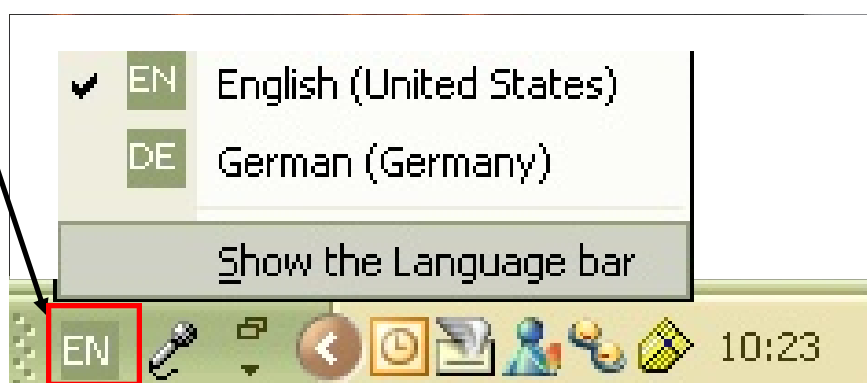 EN English (United States)
DE German (Germany)
Show the Language bar
EN 10:23